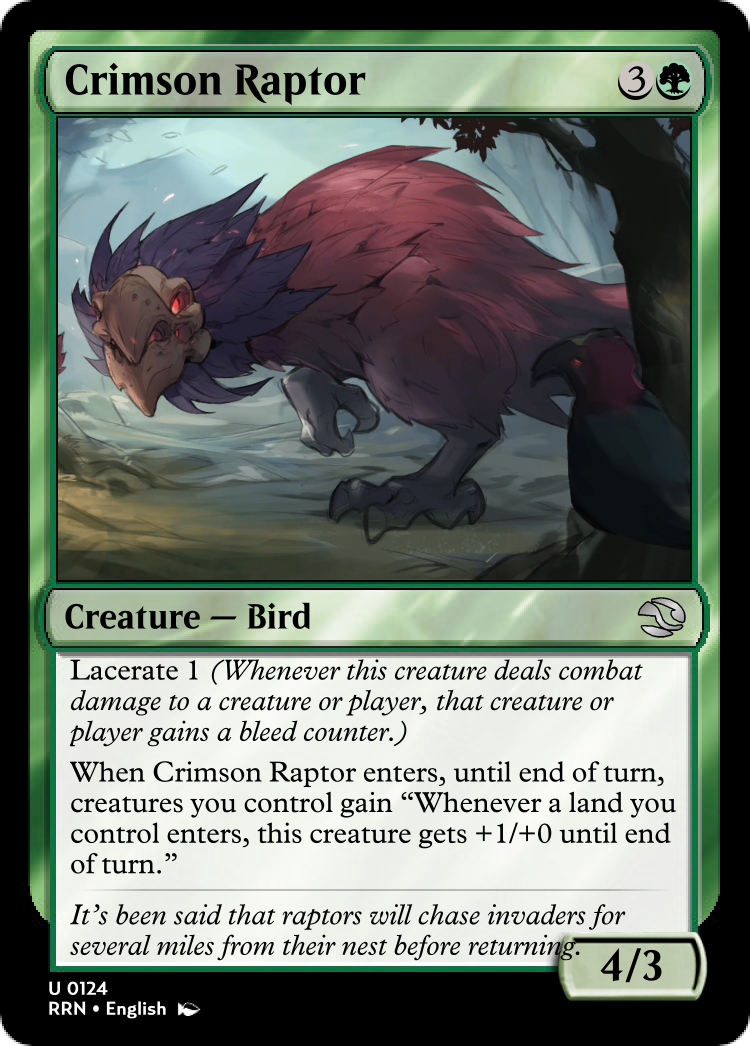 Crimson Raptor 3
Creature — Bird
Lacerate 1 (Whenever this creature deals combat
damage to a creature or player, that creature or
player gains a bleed counter.)
When Crimson Raptor enters, until end of turn,
creatures you control gain “Whenever a land you
control enters, this creature gets +1/+0 until end
of turn.”
It's been said that raptors will chase invaders for
several miles from their nest before returning.
4/3
U 0124
RRN • English